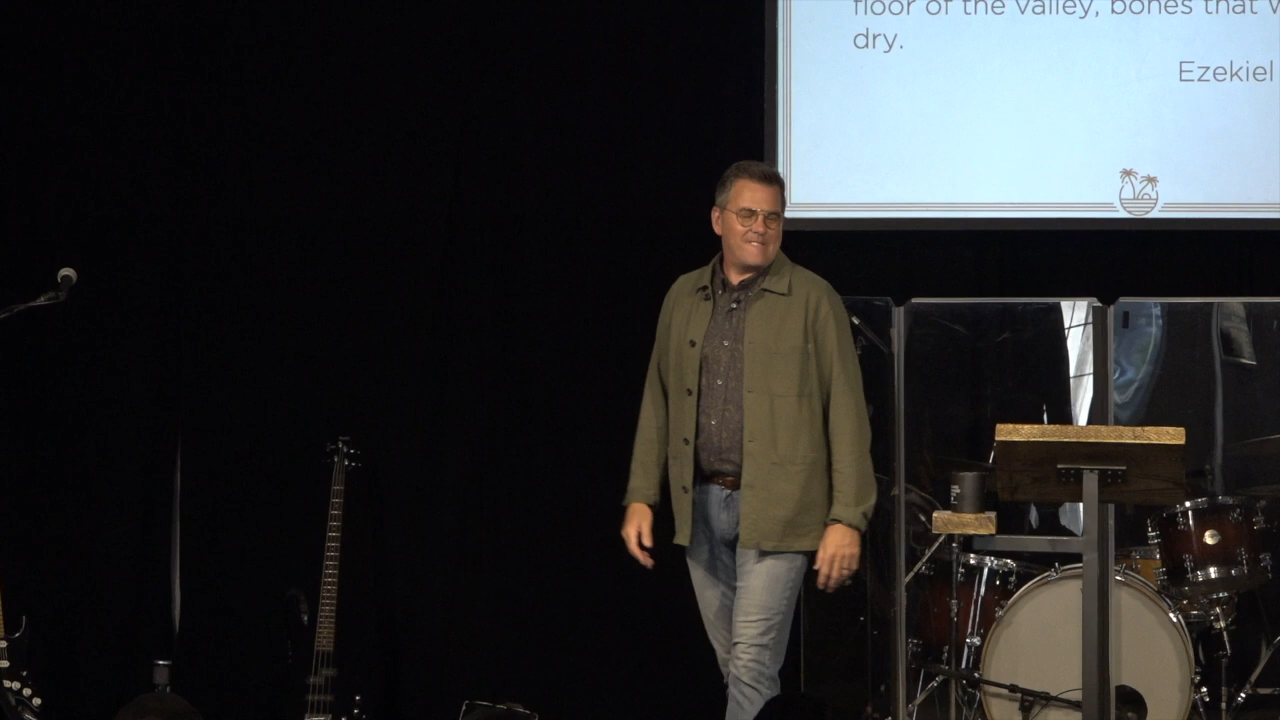 floor of the valley, bones that
dry.
Ezekiel